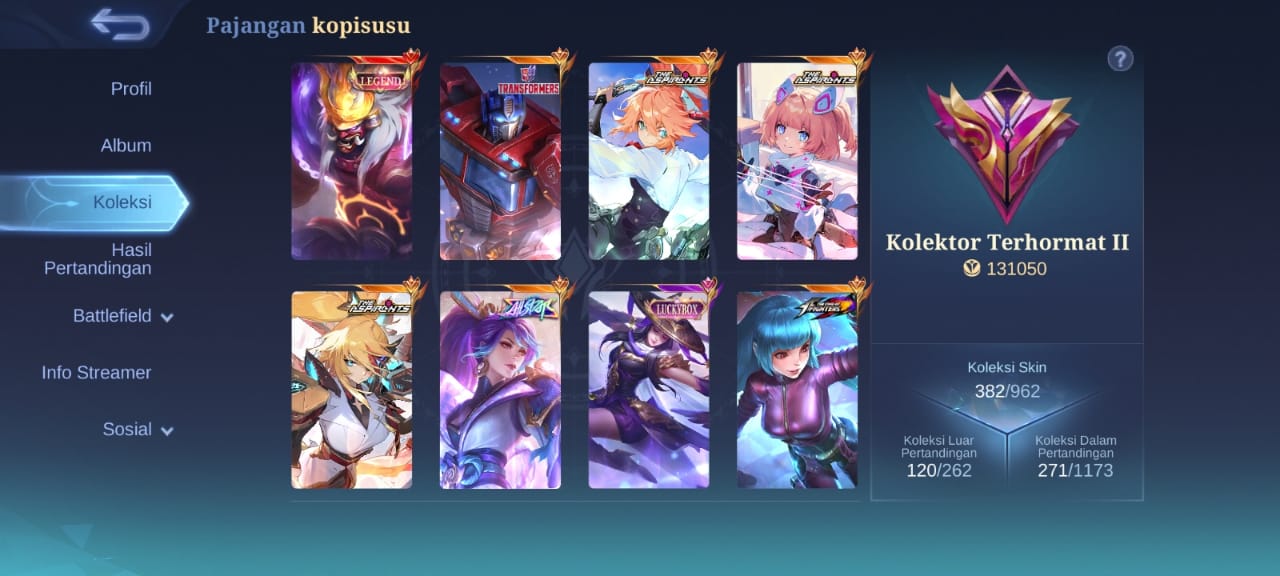 Pajangan kopisusu
?
Profil
Album
Koleksi
Hasil
Pertandingan
Battlefield
Info Streamer
Sosial
LEGEND
TRANSFORMERS
THE ASPIRANTS
THE ASPIRANTS
THE ASPIRANTS
ALLSTAR
LUCKYBOX
THE KING OF FIGHTERS
Kolektor Terhormat II
131050
Koleksi Skin
382/962
Koleksi Luar
Pertandingan
120/262
Koleksi Dalam
Pertandingan
271/1173